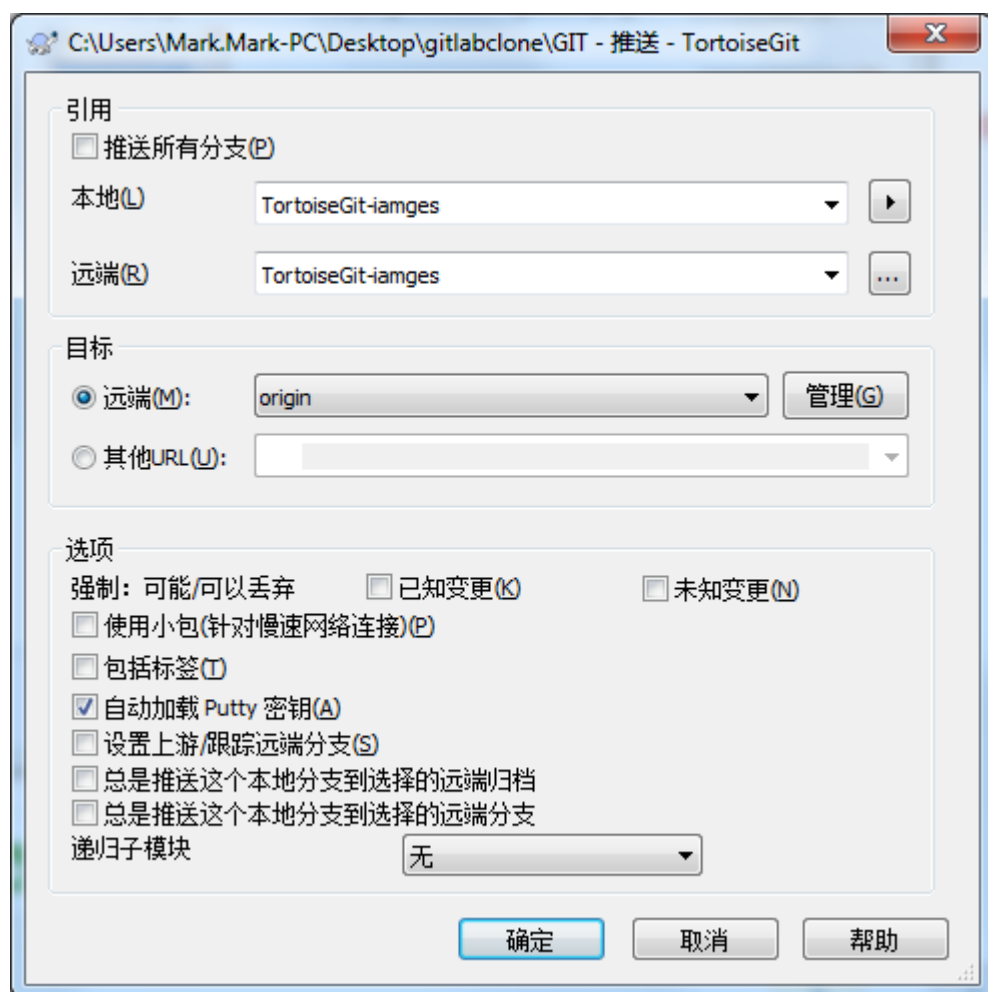 C:\Users\Mark.Mark-PC\Desktop\gitlabclone\GIT - 推送 - TortoiseGit
引用
推送所有分支(P)
本地(L) TortoiseGit-iamges
远端(R) TortoiseGit-iamges ...
目标
远端(M): origin 管理(G)
其他URL(U):
选项
强制：可能/可以丢弃 已知变更(K) 未知变更(N)
使用小包(针对慢速网络连接)(P)
包括标签(T)
自动加载 Putty 密钥(A)
设置上游/跟踪远端分支(S)
总是推送这个本地分支到选择的远端归档
总是推送这个本地分支到选择的远端分支
递归子模块 无
确定 取消 帮助